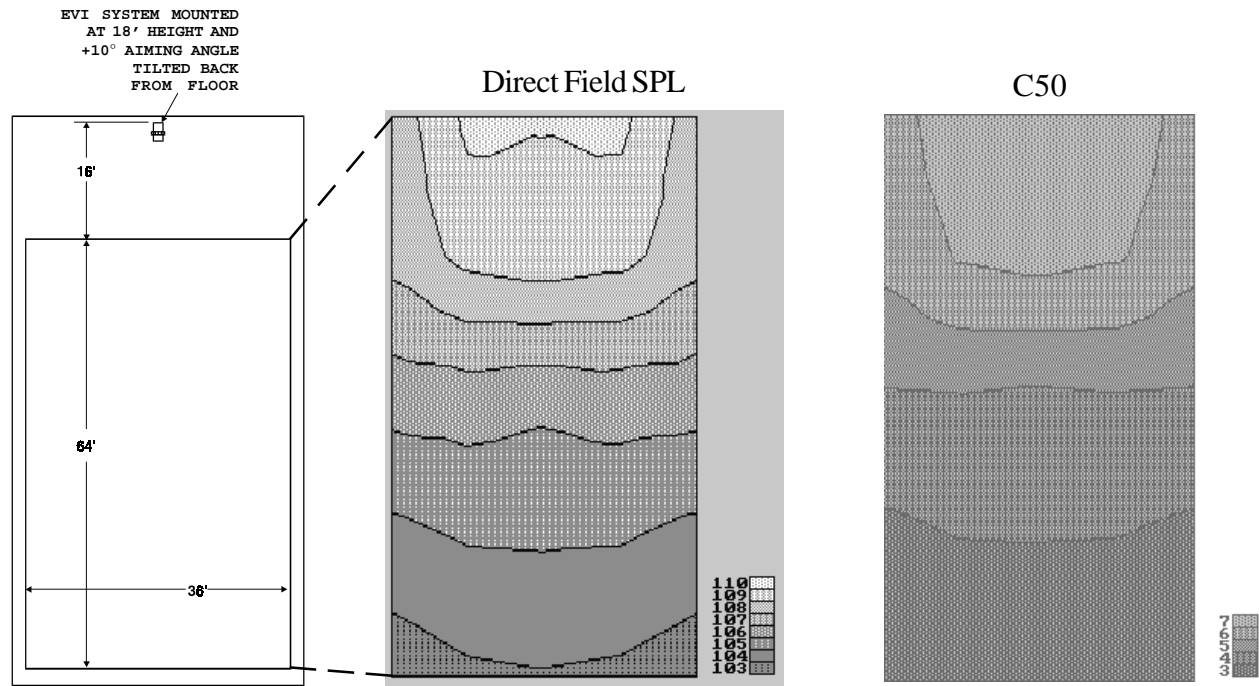 EVI SYSTEM MOUNTED
AT 18' HEIGHT AND
+10° AIMING ANGLE
TILTED BACK
FROM FLOOR
16'
64'
36'
Direct Field SPL
110
109
108
107
106
105
104
103
C50
7
6
5
4
3